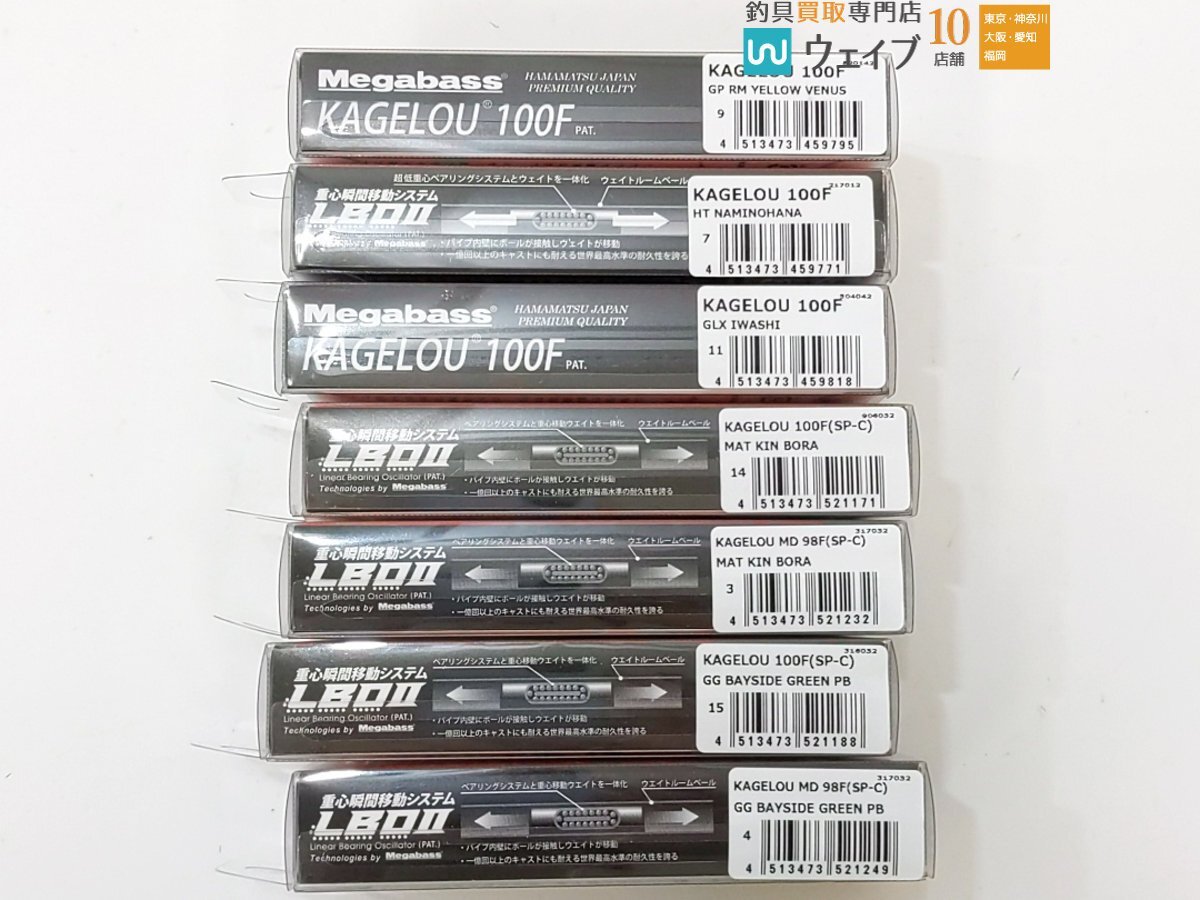 釣具買取専門店
ウェイブ
10
店舗
東京・神奈川
大阪・愛知
福岡
Megabass®
HAMAMATSU JAPAN
PREMIUM QUALITY
KAGELOU® 100F PAT.
KAGELOU 100F
GP RM YELLOW VENUS
9
4 513473 459795
超低重心ベアリングシステムとウェイトを一体化
ウェイトルームベール
重心瞬間移動システム
LBOII
・パイプ内壁にボールが接触しウェイトが移動
・一億回以上のキャストにも耐える世界最高水準の耐久性を誇る
217012
KAGELOU 100F
HT NAMINOHANA
7
4 513473 459771
Megabass®
HAMAMATSU JAPAN
PREMIUM QUALITY
KAGELOU® 100F PAT.
904042
KAGELOU 100F
GLX IWASHI
11
4 513473 459818
ベアリングシステムと重心移動ウエイトを一体化
ウエイトルームベール
重心瞬間移動システム
LBOII
Linear Bearing Oscillator (PAT.)
Technologies by Megabass
・パイプ内壁にボールが接触しウエイトが移動
・一億回以上のキャストにも耐える世界最高水準の耐久性を誇る
906032
KAGELOU 100F(SP-C)
MAT KIN BORA
14
4 513473 521171
ベアリングシステムと重心移動ウエイトを一体化
ウエイトルームベール
重心瞬間移動システム
LBOII
Linear Bearing Oscillator (PAT.)
Technologies by Megabass
・パイプ内壁にボールが接触しウエイトが移動
・一億回以上のキャストにも耐える世界最高水準の耐久性を誇る
317032
KAGELOU MD 98F(SP-C)
MAT KIN BORA
3
4 513473 521232
ベアリングシステムと重心移動ウエイトを一体化
ウエイトルームベール
重心瞬間移動システム
LBOII
Linear Bearing Oscillator (PAT.)
Technologies by Megabass
・パイプ内壁にボールが接触しウエイトが移動
・一億回以上のキャストにも耐える世界最高水準の耐久性を誇る
316032
KAGELOU 100F(SP-C)
GG BAYSIDE GREEN PB
15
4 513473 521188
ベアリングシステムと重心移動ウエイトを一体化
ウエイトルームベール
重心瞬間移動システム
LBOII
Linear Bearing Oscillator (PAT.)
Technologies by Megabass
・パイプ内壁にボールが接触しウエイトが移動
・一億回以上のキャストにも耐える世界最高水準の耐久性を誇る
317032
KAGELOU MD 98F(SP-C)
GG BAYSIDE GREEN PB
4
4 513473 521249